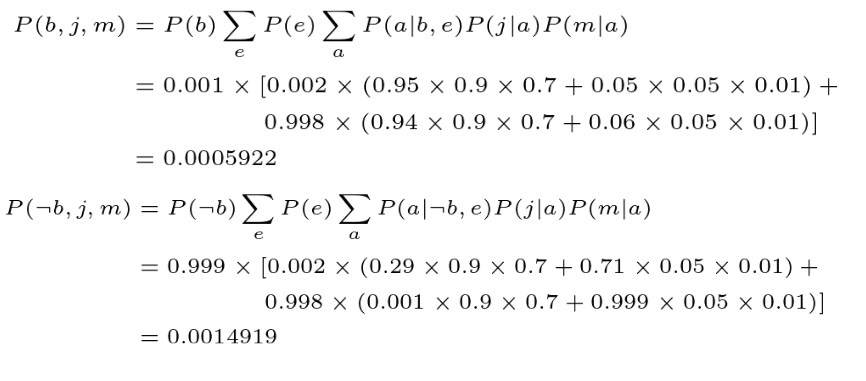 P(b, j, m) = P(b) ∑_e P(e) ∑_a P(a|b, e)P(j|a)P(m|a)
= 0.001 × [0.002 × (0.95 × 0.9 × 0.7 + 0.05 × 0.05 × 0.01) +
0.998 × (0.94 × 0.9 × 0.7 + 0.06 × 0.05 × 0.01)]
= 0.0005922
P(¬b, j, m) = P(¬b) ∑_e P(e) ∑_a P(a|¬b, e)P(j|a)P(m|a)
= 0.999 × [0.002 × (0.29 × 0.9 × 0.7 + 0.71 × 0.05 × 0.01) +
0.998 × (0.001 × 0.9 × 0.7 + 0.999 × 0.05 × 0.01)]
= 0.0014919